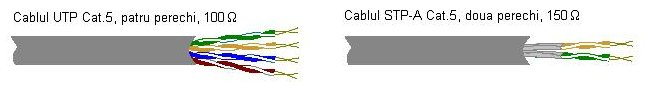 Cablul UTP Cat.5, patru perechi, 100 Ω
Cablul STP-A Cat.5, doua perechi, 150 Ω